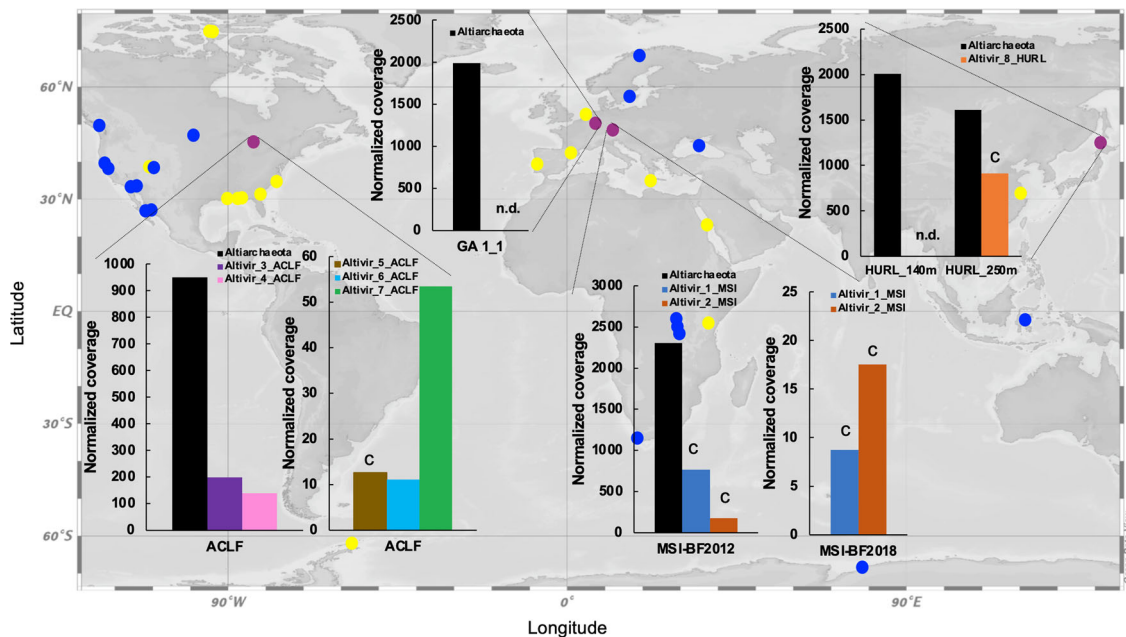 Latitude
60°N
30°N
EQ
30°S
60°S
90°W
0°
90°E
Longitude
2500
2000
1500
1000
500
0
Normalized coverage
Altiarchaeota
n.d.
GA 1_1
2500
2000
1500
1000
500
0
Normalized coverage
Altiarchaeota
Altivir_8_HURL
n.d.
C
HURL_140m
HURL_250m
1000
900
800
700
600
500
400
300
200
100
0
Normalized coverage
Altiarchaeota
Altivir_3_ACLF
Altivir_4_ACLF
ACLF
60
50
40
30
20
10
0
Normalized coverage
Altivir_5_ACLF
Altivir_6_ACLF
Altivir_7_ACLF
C
ACLF
3000
2500
2000
1500
1000
500
0
Normalized coverage
Altiarchaeota
Altivir_1_MSI
Altivir_2_MSI
C
C
MSI-BF2012
25
20
15
10
5
0
Normalized coverage
Altivir_1_MSI
Altivir_2_MSI
C
C
MSI-BF2018